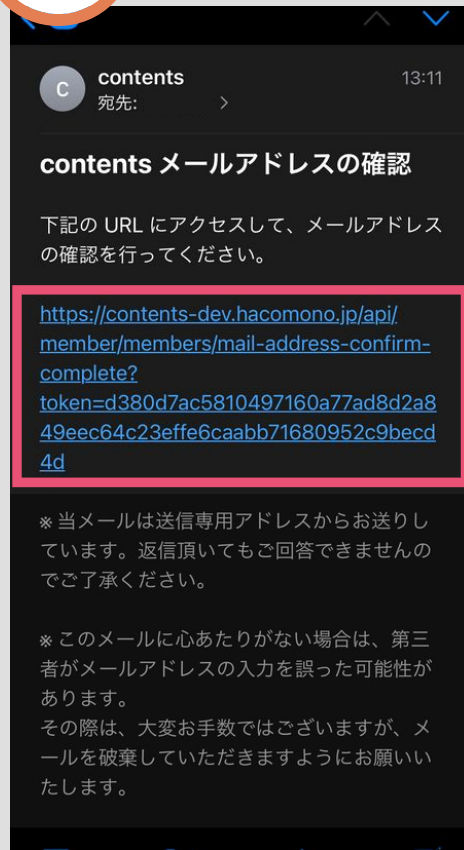 C
contents
13:11
宛先:
contents メールアドレスの確認
下記の URL にアクセスして、メールアドレス
の確認を行ってください。
https://contents-dev.hacomono.jp/api/
member/members/mail-address-confirm-
complete?
token=d380d7ac5810497160a77ad8d2a8
49eec64c23effe6caabb71680952c9becd
4d
※ 当メールは送信専用アドレスからお送りし
ています。返信頂いてもご回答できませんの
でご了承ください。
※ このメールに心あたりがない場合は、第三
者がメールアドレスの入力を誤った可能性が
あります。
その際は、大変お手数ではございますが、メ
ールを破棄していただきますようにお願いい
たします。